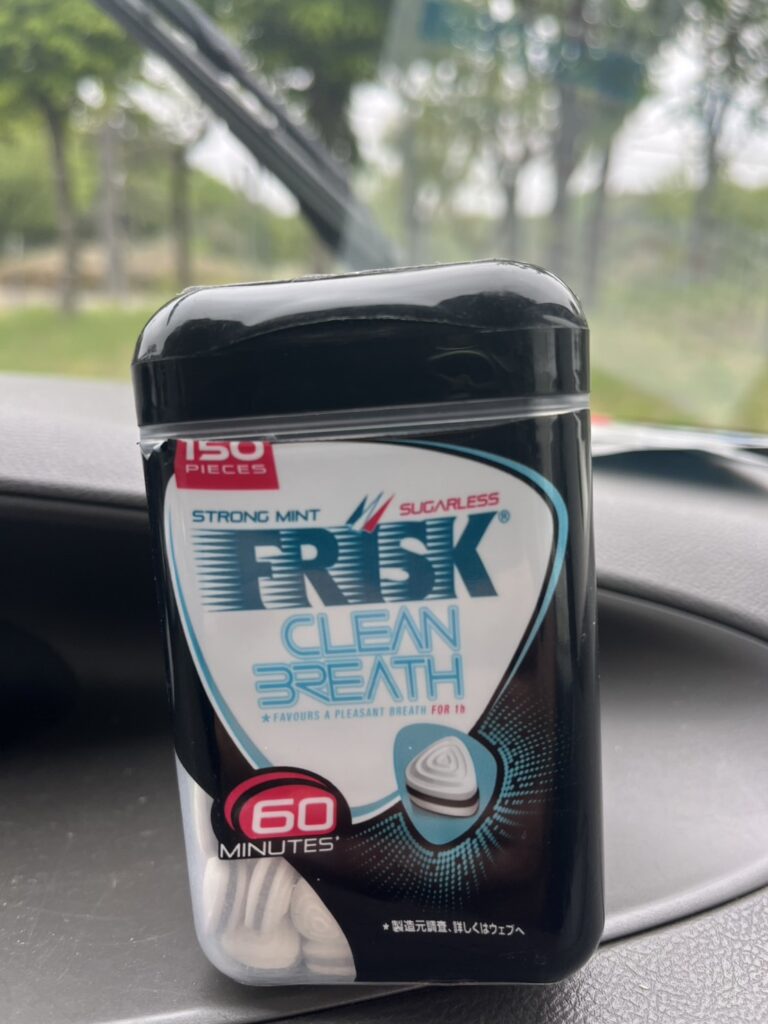 150
PIECES
STRONG MINT SUGARLESS
FRISK®
CLEAN
BREATH
★FAVOURS A PLEASANT BREATH FOR 1h
60
MINUTES*
★製造元調査、詳しくはウェブへ